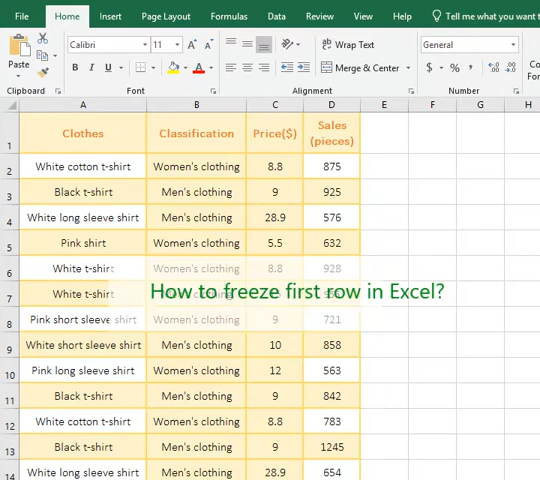 File Home Insert Page Layout Formulas Data Review View Help Tell me what you want
Calibri 11 A A Wrap Text General
Paste B I U A Merge & Center $ % Co
For
Clipboard Font Alignment Number
A B C D E F G H
1 Clothes Classification Price($) Sales (pieces)
2 White cotton t-shirt Women's clothing 8.8 875
3 Black t-shirt Men's clothing 9 925
4 White long sleeve shirt Men's clothing 28.9 576
5 Pink shirt Women's clothing 5.5 632
6 White t-shirt Women's clothing 8.8 928
How to freeze first row in Excel?
7 White t-shirt
8 Pink short sleeve shirt Women's clothing 9 721
9 White short sleeve shirt Men's clothing 10 858
10 Pink long sleeve shirt Women's clothing 12 563
11 Black t-shirt Men's clothing 9 842
12 White cotton t-shirt Women's clothing 8.8 783
13 Black t-shirt Men's clothing 9 1245
14 White long sleeve shirt Men's clothing 28.9 654